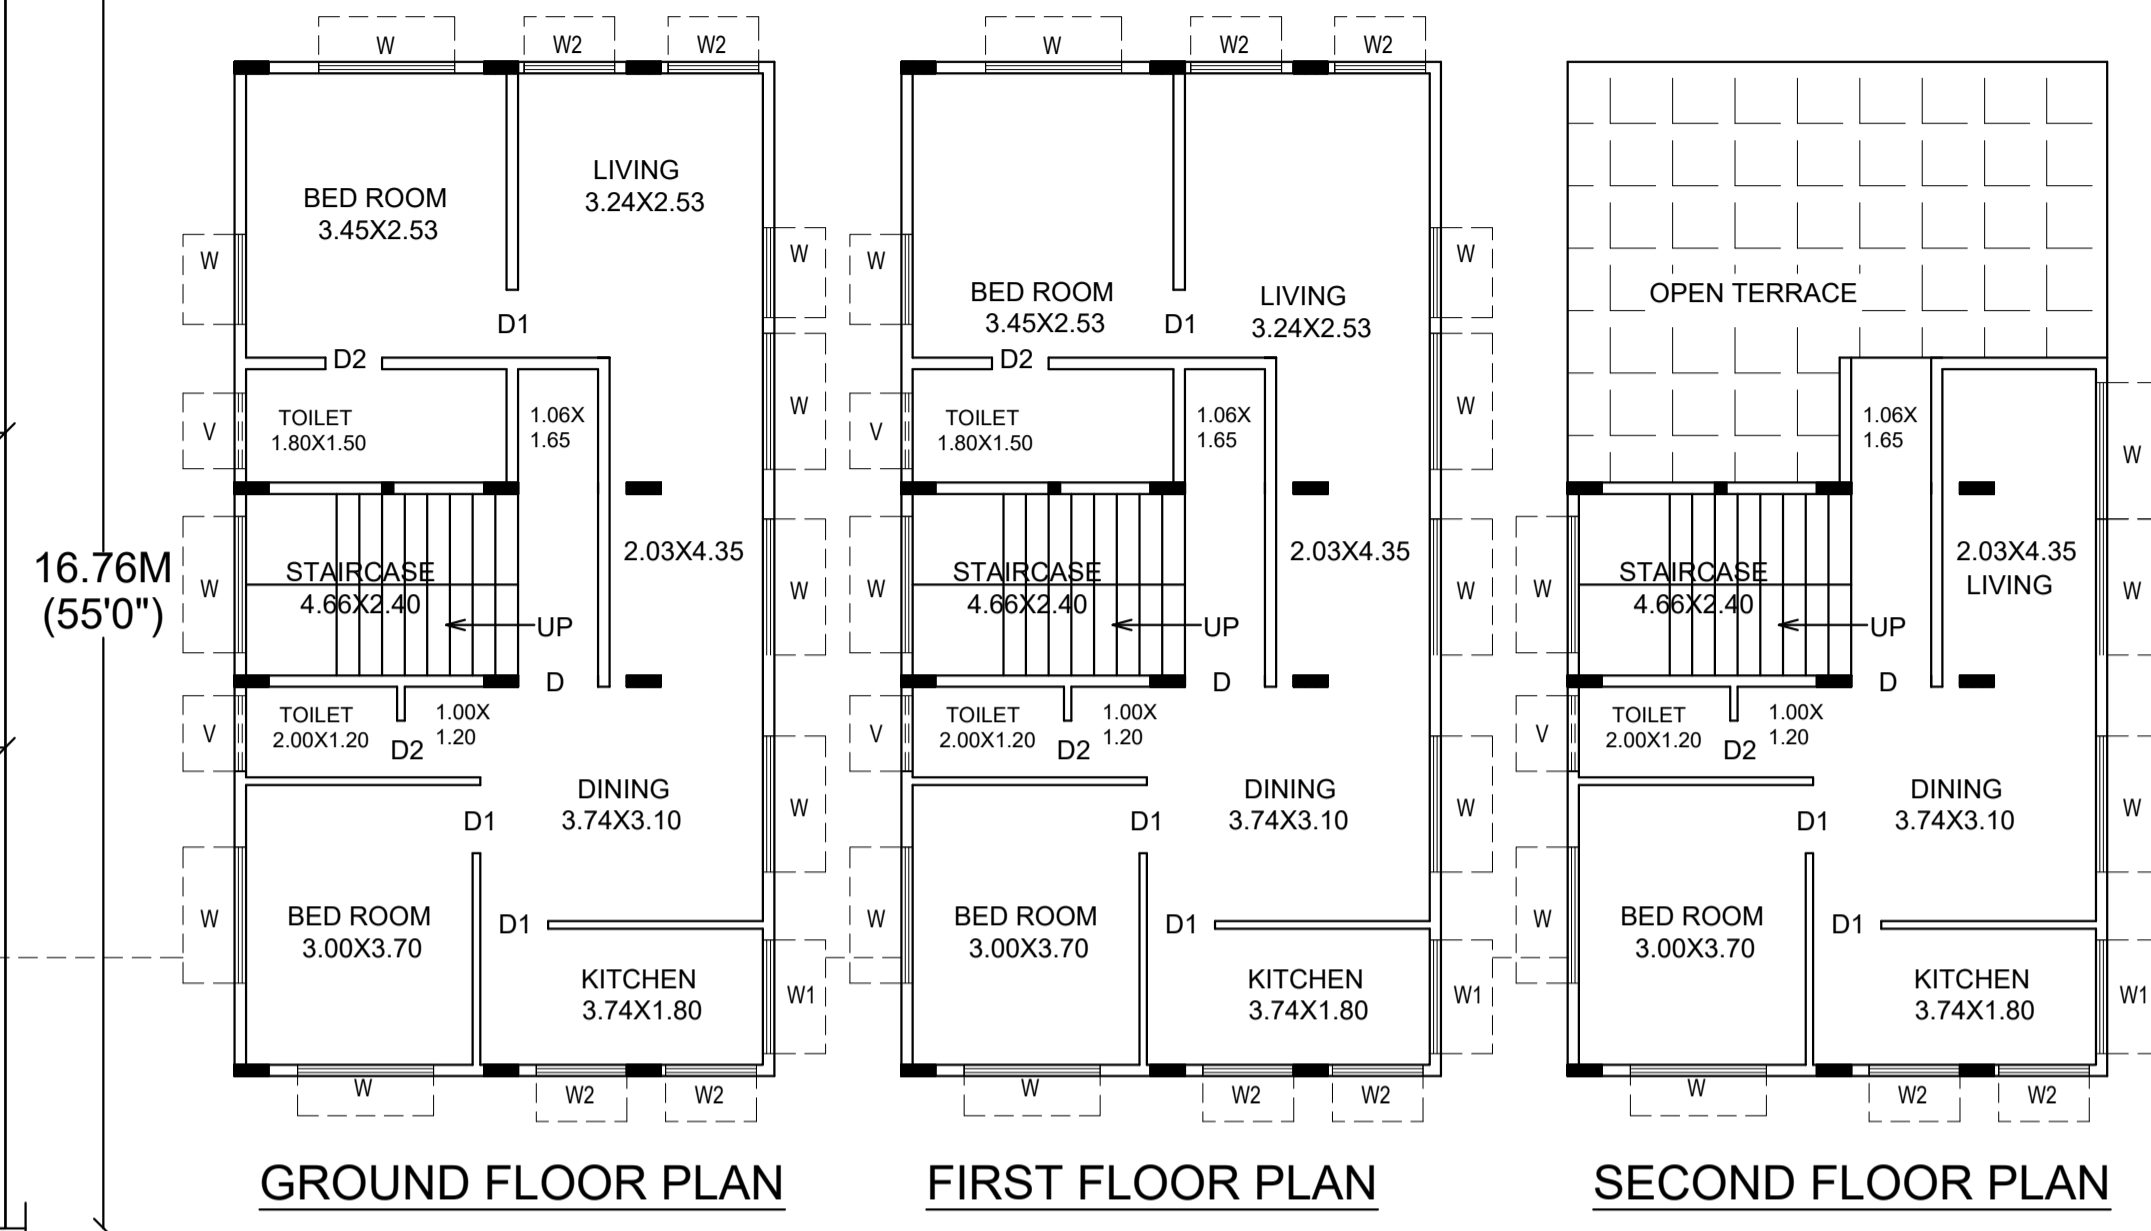 16.76M
(55'0")
W
W2
W2
BED ROOM
3.45X2.53
LIVING
3.24X2.53
W
W
D1
D2
W
TOILET
1.80X1.50
1.06X
1.65
V
STAIRCASE
4.66X2.40
UP
2.03X4.35
W
W
D
TOILET
2.00X1.20
1.00X
1.20
V
D2
DINING
3.74X3.10
W
D1
BED ROOM
3.00X3.70
W
D1
KITCHEN
3.74X1.80
W1
W
W2
W2
GROUND FLOOR PLAN
W
W2
W2
W
W
BED ROOM
3.45X2.53
LIVING
3.24X2.53
D1
D2
W
TOILET
1.80X1.50
1.06X
1.65
V
STAIRCASE
4.66X2.40
UP
2.03X4.35
W
W
D
TOILET
2.00X1.20
1.00X
1.20
V
D2
DINING
3.74X3.10
W
D1
BED ROOM
3.00X3.70
W
D1
KITCHEN
3.74X1.80
W1
W
W2
W2
FIRST FLOOR PLAN
OPEN TERRACE
1.06X
1.65
W
STAIRCASE
4.66X2.40
UP
2.03X4.35
LIVING
W
W
D
TOILET
2.00X1.20
1.00X
1.20
V
D2
DINING
3.74X3.10
W
D1
BED ROOM
3.00X3.70
W
D1
KITCHEN
3.74X1.80
W1
W
W2
W2
SECOND FLOOR PLAN